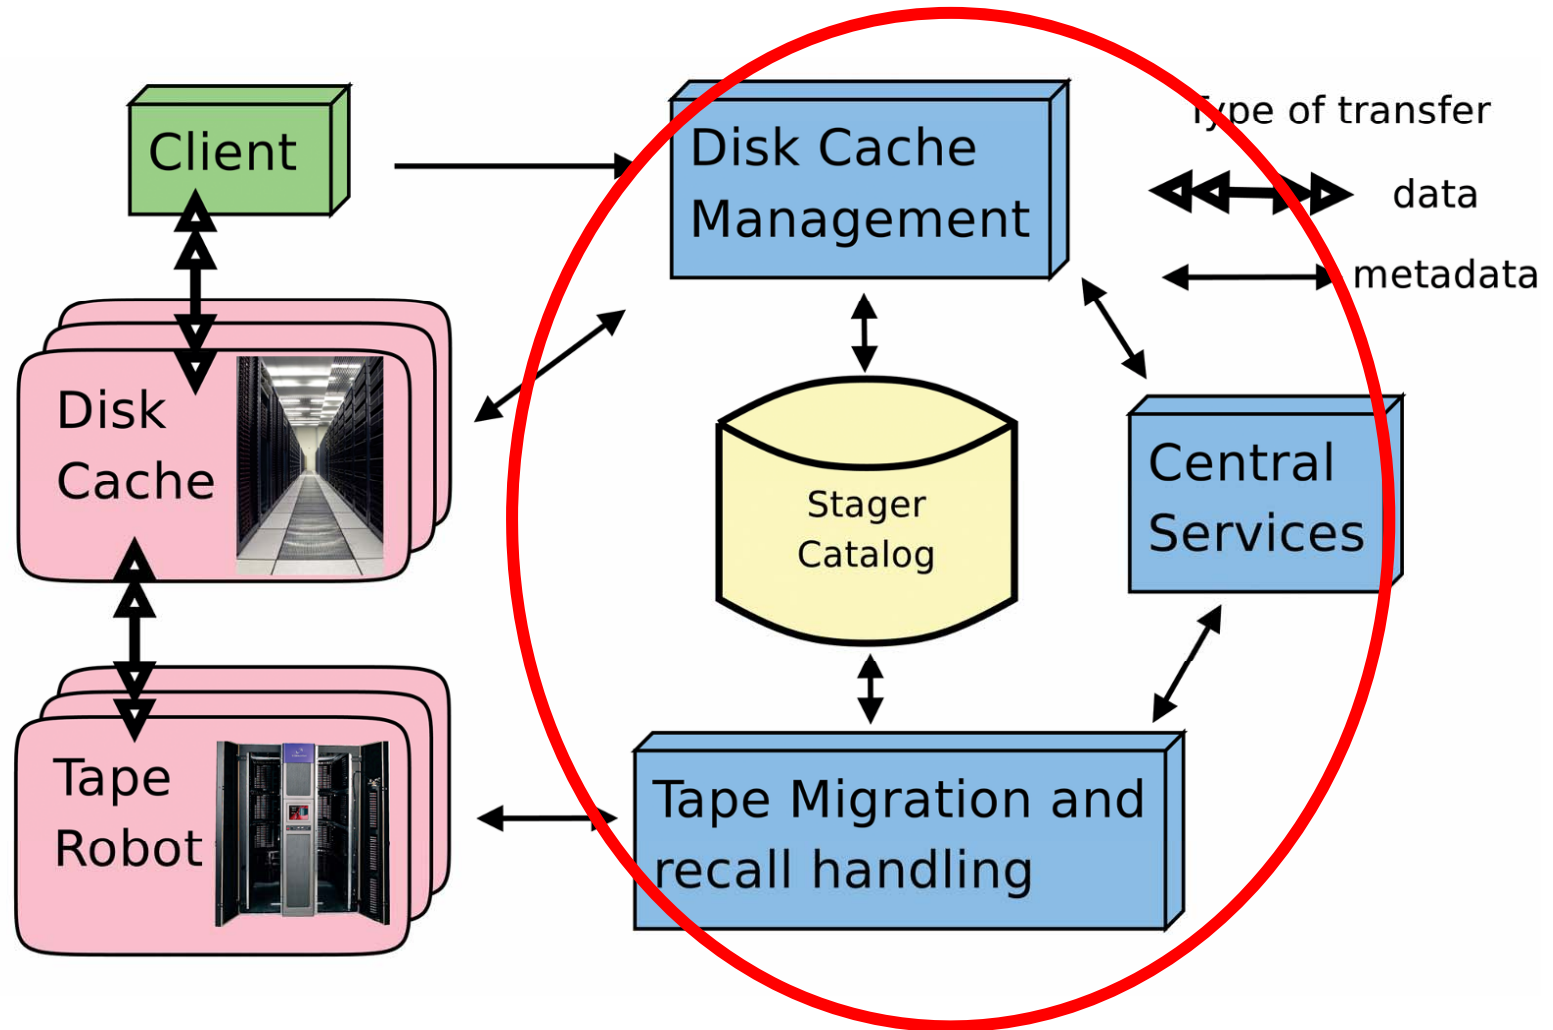 Client
Disk Cache
Management
Type of transfer
data
metadata
Disk
Cache
Stager
Catalog
Central
Services
Tape
Robot
Tape Migration and
recall handling